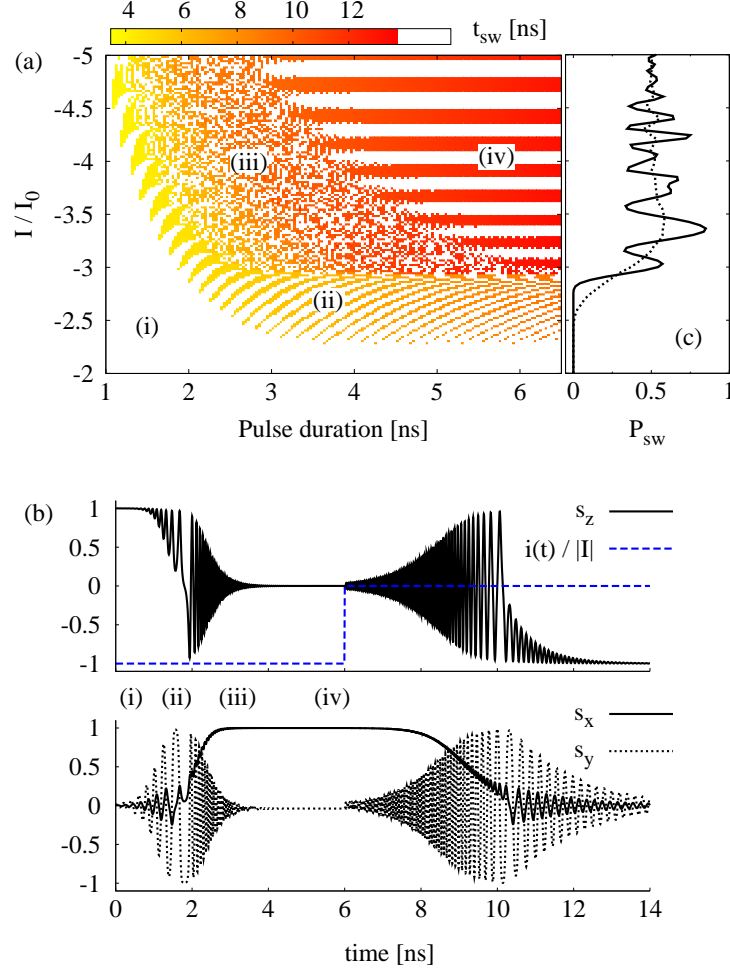 4 6 8 10 12 t_sw [ns]
(a)
I / I_0
-5
-4.5
-4
-3.5
-3
-2.5
-2
(i)
(ii)
(iii)
(iv)
(c)
1 2 3 4 5 6
Pulse duration [ns]
0 0.5 1
P_sw
(b)
1
0.5
0
-0.5
-1
s_z
i(t) / |I|
(i) (ii) (iii) (iv)
1
0.5
0
-0.5
-1
s_x
s_y
0 2 4 6 8 10 12 14
time [ns]